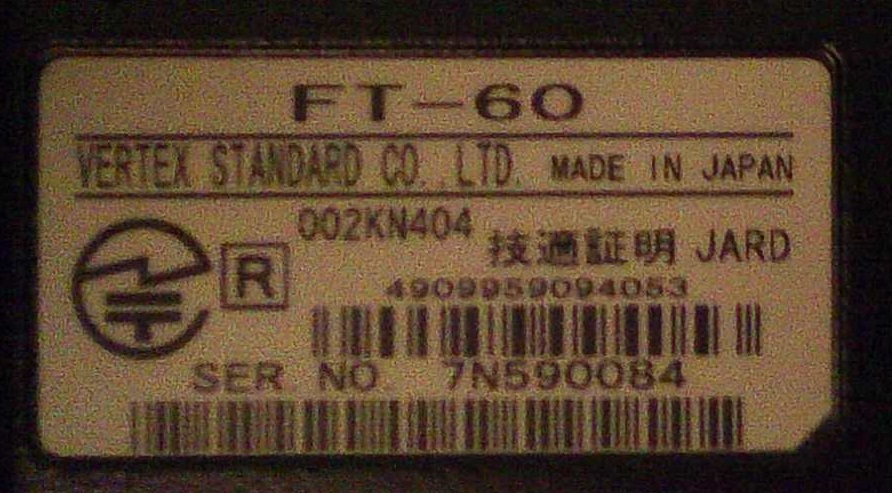 FT-60
VERTEX STANDARD CO.,LTD. MADE IN JAPAN
002KN404
R 技適証明 JARD
4909959094053
SER NO 7N590084